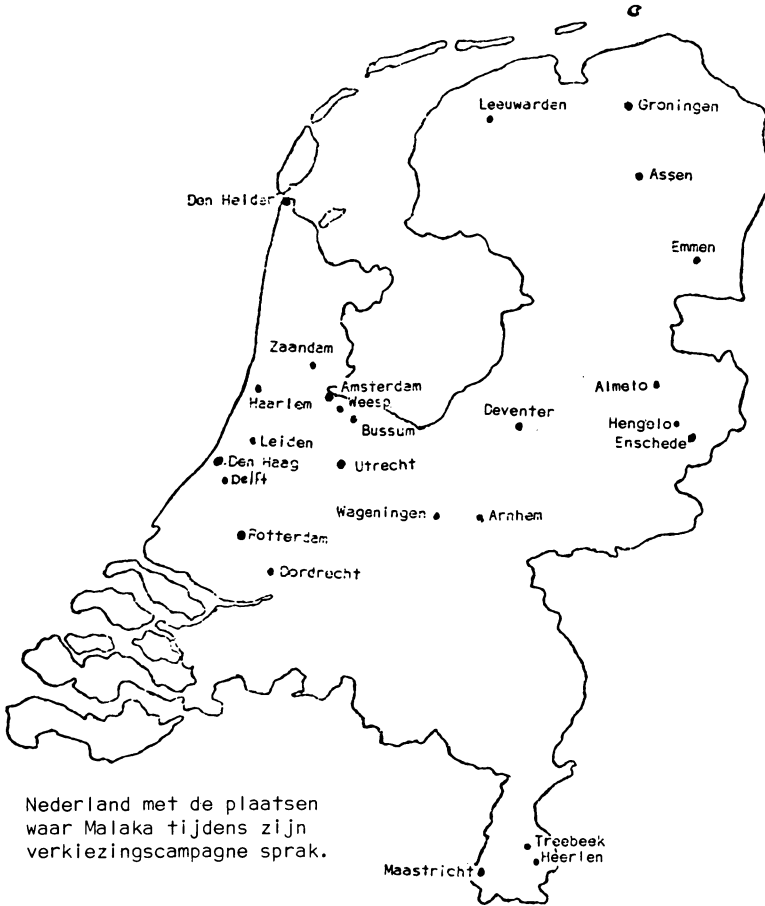 Leeuwarden
Groningen
Assen
Den Helder
Emmen
Zaandam
Amsterdam
Haarlem
Weesp
Almelo
Bussum
Deventer
Hengolo
Enschede
Leiden
Den Haag
Utrecht
Delft
Wageningen
Arnhem
Rotterdam
Dordrecht
Nederland met de plaatsen
waar Malaka tijdens zijn
verkiezingscampagne sprak.
Treebeek
Heerlen
Maastricht